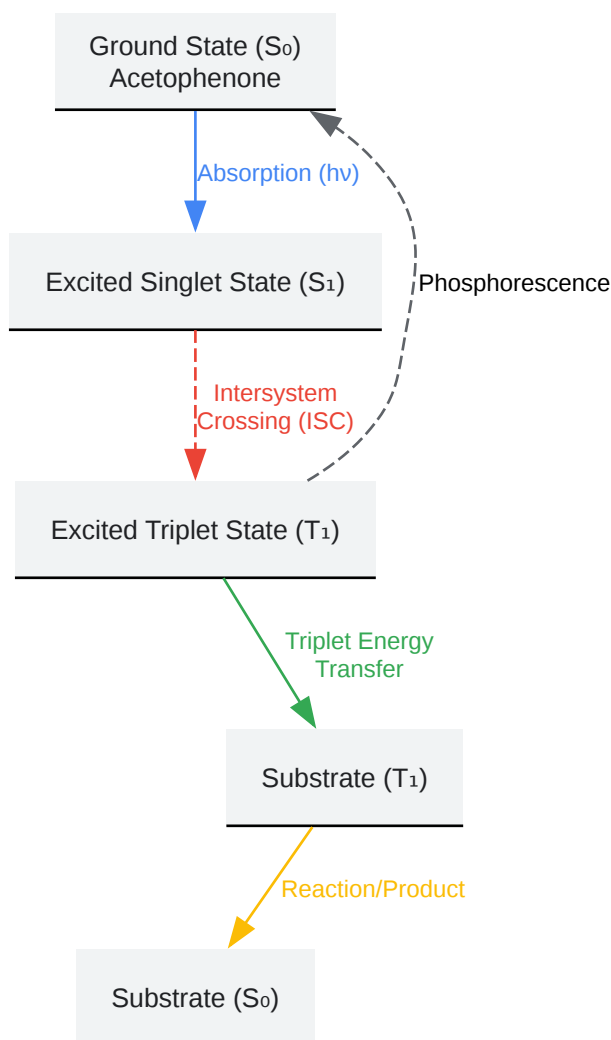 Ground State (S₀)
Acetophenone
Absorption (hν)
Excited Singlet State (S₁)
Phosphorescence
Intersystem
Crossing (ISC)
Excited Triplet State (T₁)
Triplet Energy
Transfer
Substrate (T₁)
Reaction/Product
Substrate (S₀)